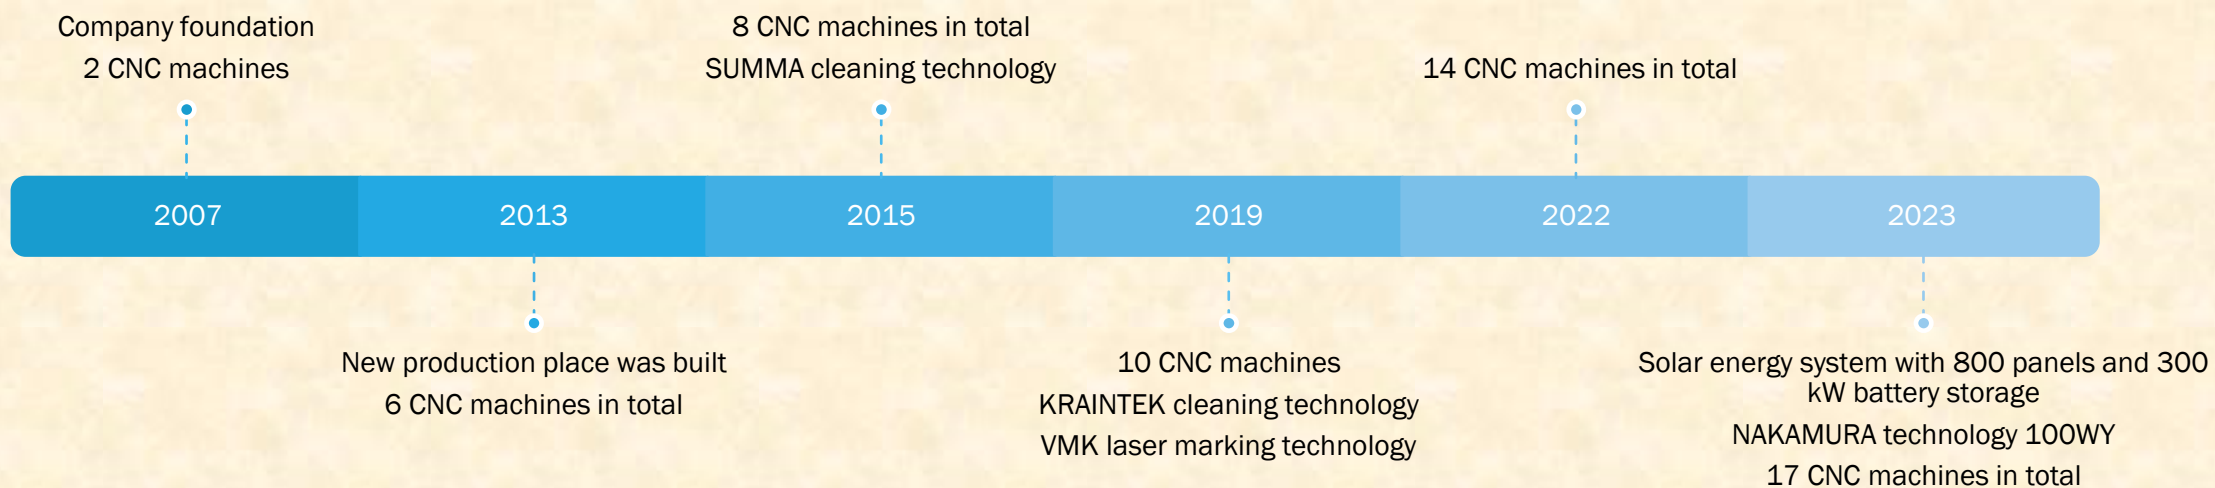 Company foundation
2 CNC machines
8 CNC machines in total
SUMMA cleaning technology
14 CNC machines in total
2007
2013
2015
2019
2022
2023
New production place was built
6 CNC machines in total
10 CNC machines
KRAINTEK cleaning technology
VMK laser marking technology
Solar energy system with 800 panels and 300
kW battery storage
NAKAMURA technology 100WY
17 CNC machines in total